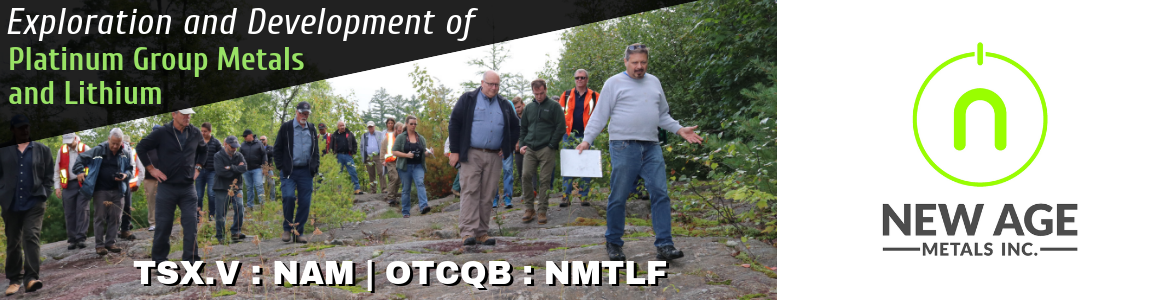 Exploration and Development of
Platinum Group Metals
and Lithium
TSX.V : NAM | OTCQB : NMTLF
n
NEW AGE
METALS INC.